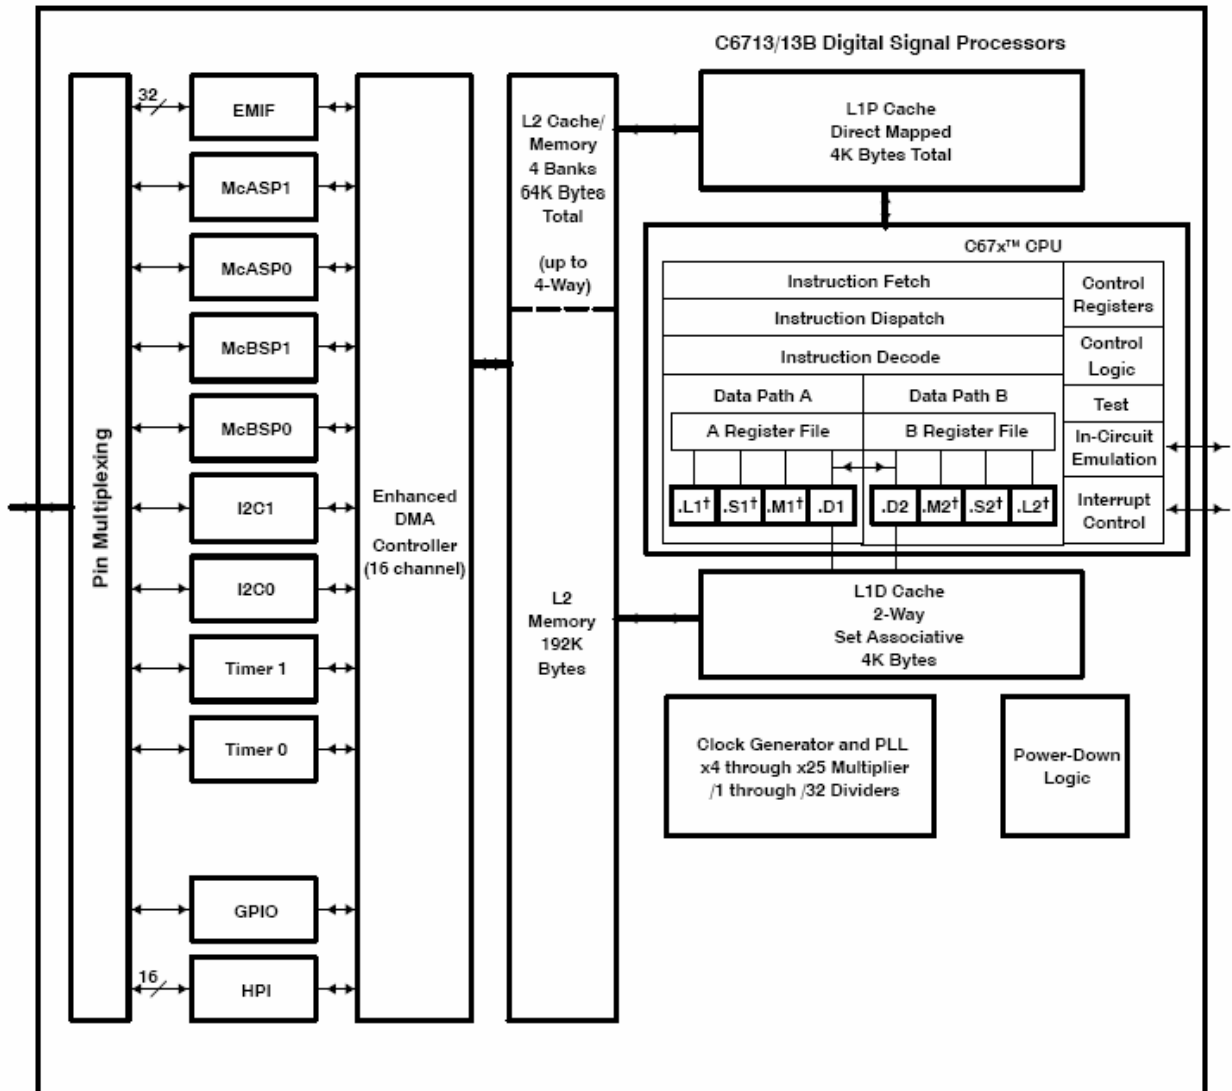 C6713/13B Digital Signal Processors
32
EMIF
McASP1
McASP0
McBSP1
McBSP0
I2C1
I2C0
Timer 1
Timer 0
GPIO
16
HPI
Pin Multiplexing
Enhanced
DMA
Controller
(16 channel)
L2 Cache/
Memory
4 Banks
64K Bytes
Total
(up to
4-Way)
L2
Memory
192K
Bytes
L1P Cache
Direct Mapped
4K Bytes Total
C67x™ CPU
Instruction Fetch
Instruction Dispatch
Instruction Decode
Data Path A
Data Path B
A Register File
B Register File
.L1†
.S1†
.M1†
.D1
.D2
.M2†
.S2†
.L2†
Control
Registers
Control
Logic
Test
In-Circuit
Emulation
Interrupt
Control
L1D Cache
2-Way
Set Associative
4K Bytes
Clock Generator and PLL
x4 through x25 Multiplier
/1 through /32 Dividers
Power-Down
Logic